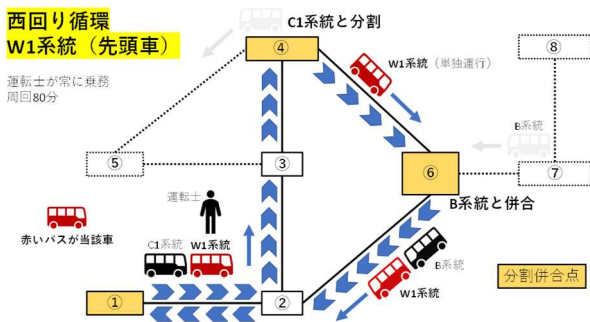 西回り循環
W1系統（先頭車）
運転士が常に乗務
周回80分
C1系統と分割
④
W1系統（単独運行）
⑧
B系統
⑤
③
⑥
⑦
B系統と併合
運転士
赤いバスが当該車
C1系統 W1系統
B系統
W1系統
分割併合点
①
②